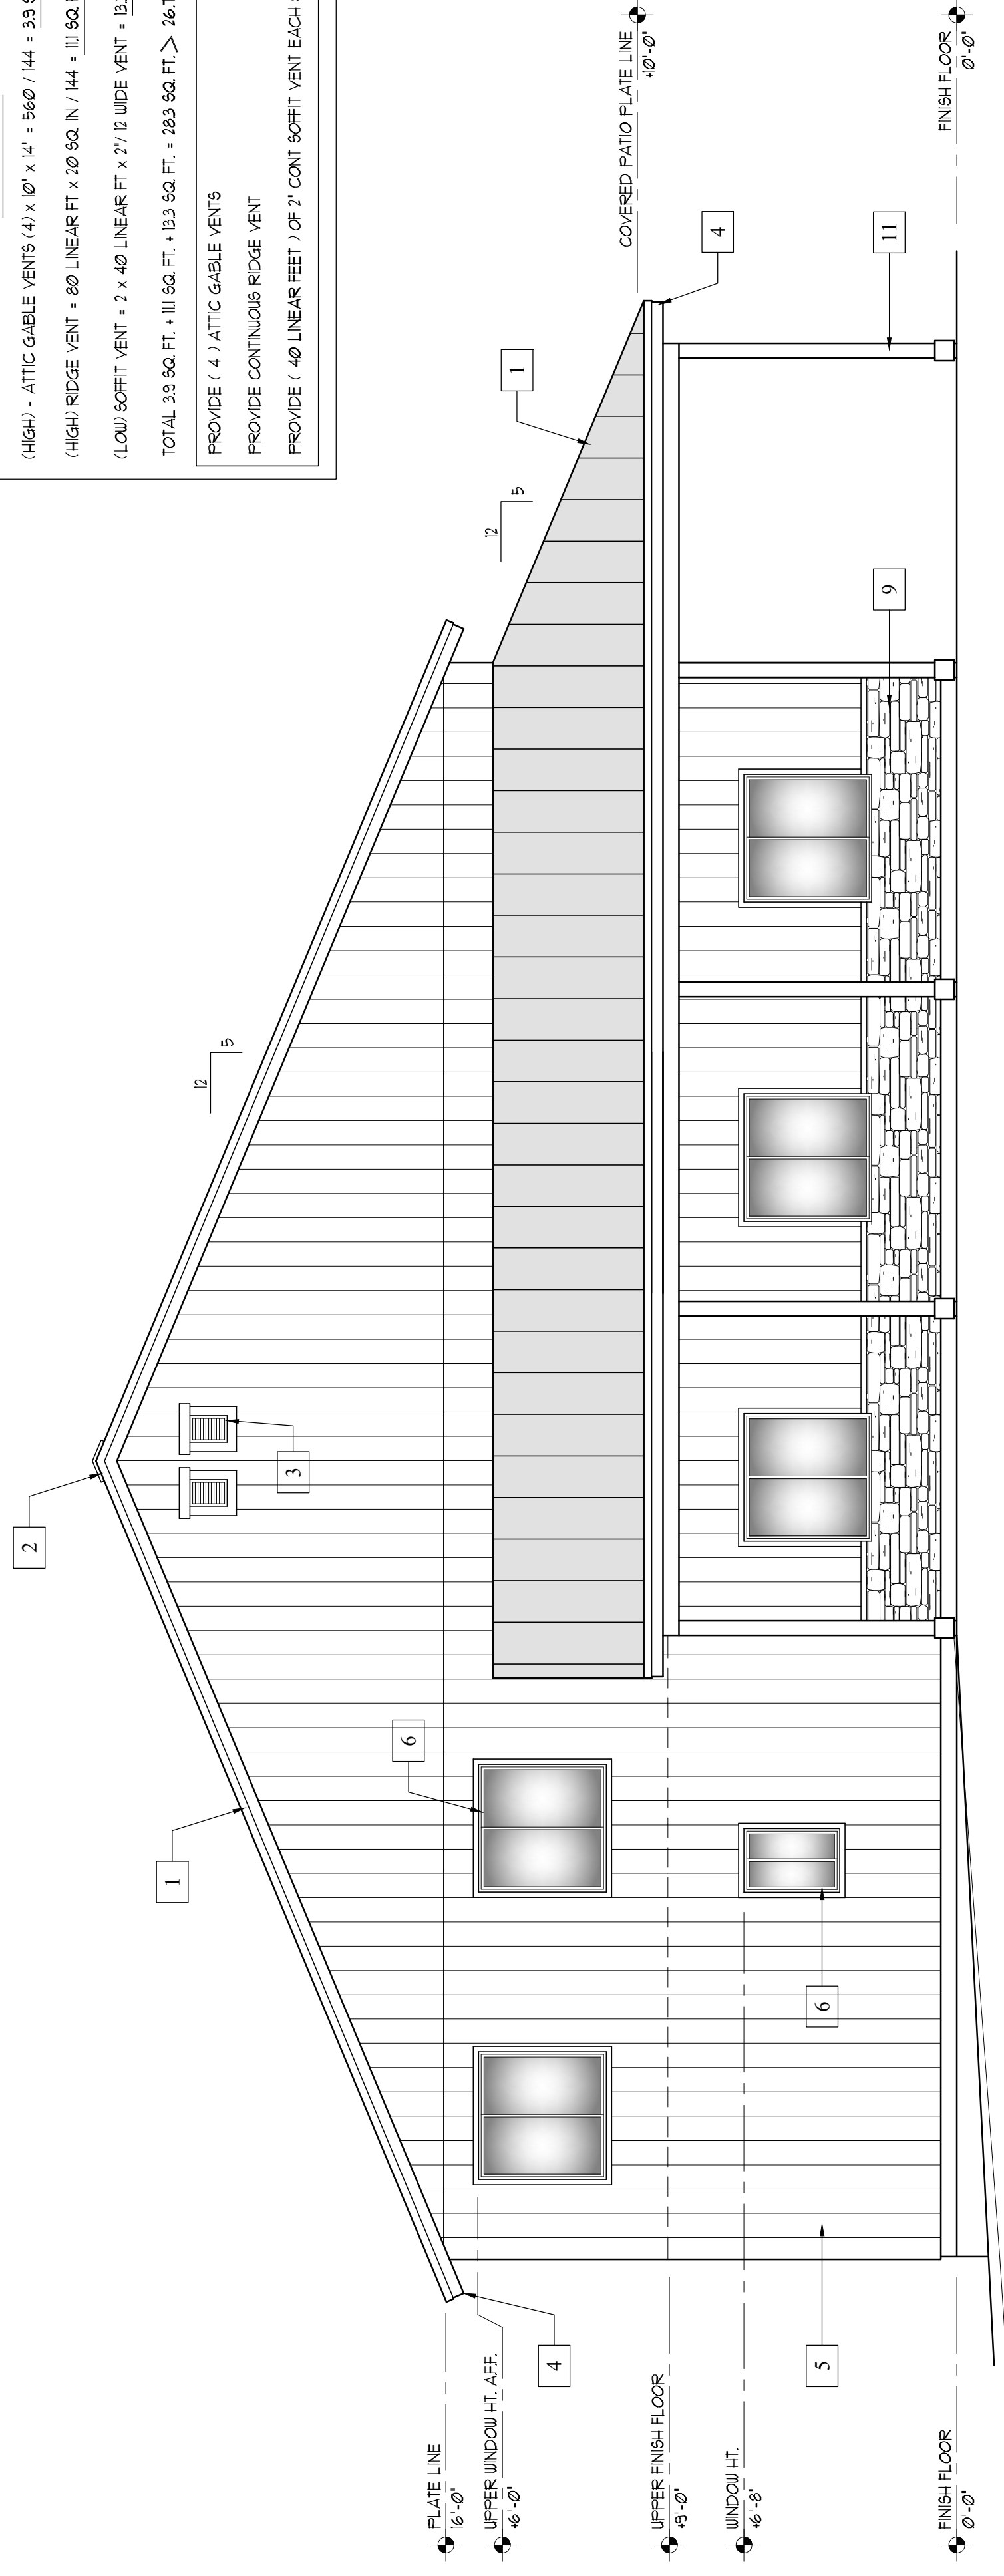 (HIGH) - ATTIC GABLE VENTS (4) x 10" x 14" = 560 / 144 = 3.9
(HIGH) RIDGE VENT = 80 LINEAR FT x 20 SQ. IN / 144 = 11.1 SQ.
(LOW) SOFFIT VENT = 2 x 40 LINEAR FT x 2"/ 12 WIDE VENT =
TOTAL 3.9 SQ. FT. + 11.1 SQ. FT. + 13.3 SQ. FT. = 28.3 SQ. FT. >
PROVIDE ( 4 ) ATTIC GABLE VENTS
PROVIDE CONTINUOUS RIDGE VENT
PROVIDE ( 40 LINEAR FEET ) OF 2" CONT SOFFIT VENT EACH
2
1
12
5
3
12
5
1
6
4
COVERED PATIO PLATE LINE
+10'-0"
PLATE LINE
16'-0"
UPPER WINDOW HT. A.F.F.
+6'-0"
4
UPPER FINISH FLOOR
+9'-0"
WINDOW HT.
+6'-8"
5
6
9
11
FINISH FLOOR
0'-0"
FINISH FLOOR
0'-0"